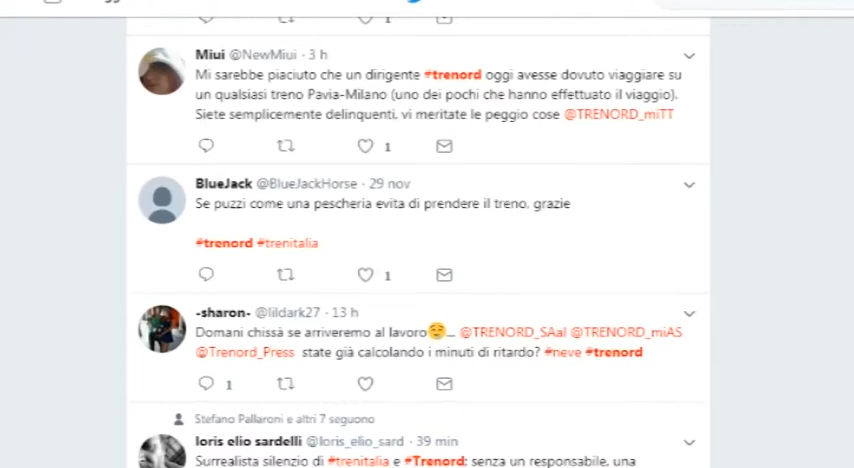 1
Miui @NewMiui · 3 h
Mi sarebbe piaciuto che un dirigente #trenord oggi avesse dovuto viaggiare su
un qualsiasi treno Pavia-Milano (uno dei pochi che hanno effettuato il viaggio).
Siete semplicemente delinquenti, vi meritate le peggio cose @TRENORD_miTT
1
BlueJack @BlueJackHorse · 29 nov
Se puzzi come una pescheria evita di prendere il treno, grazie
#trenord #trenitalia
1
-sharon- @lildark27 · 13 h
Domani chissà se arriveremo al lavoro😌... @TRENORD_SAal @TRENORD_miAS
@Trenord_Press state già calcolando i minuti di ritardo? #neve #trenord
1
Stefano Pallaroni e altri 7 seguono
loris elio sardelli @loris_elio_sard · 39 min
Surrealista silenzio di #trenitalia e #Trenord: senza un responsabile, una